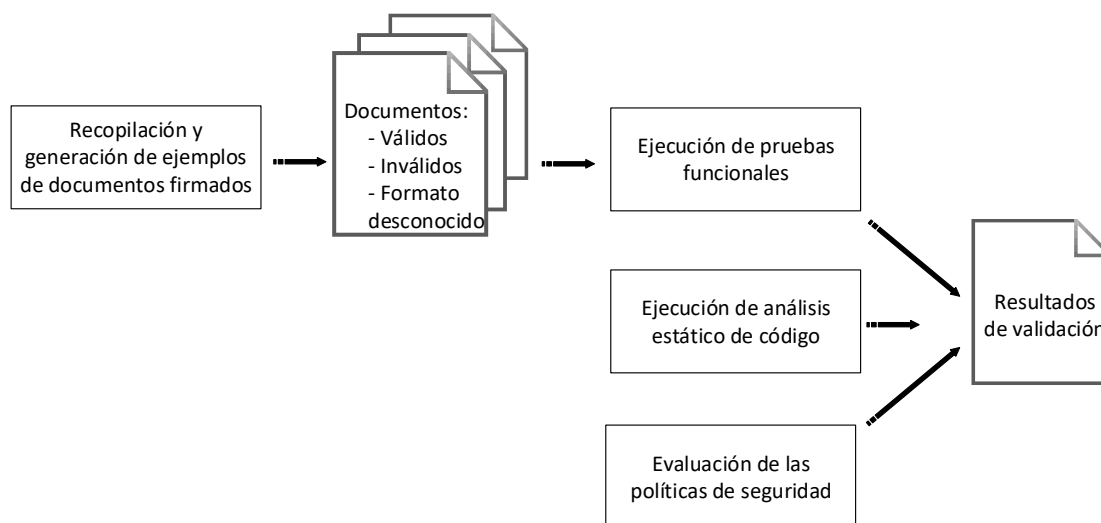 Recopilación y
generación de ejemplos
de documentos firmados
Documentos:
- Válidos
- Inválidos
- Formato
desconocido
Ejecución de pruebas
funcionales
Ejecución de análisis
estático de código
Evaluación de las
políticas de seguridad
Resultados
de validación